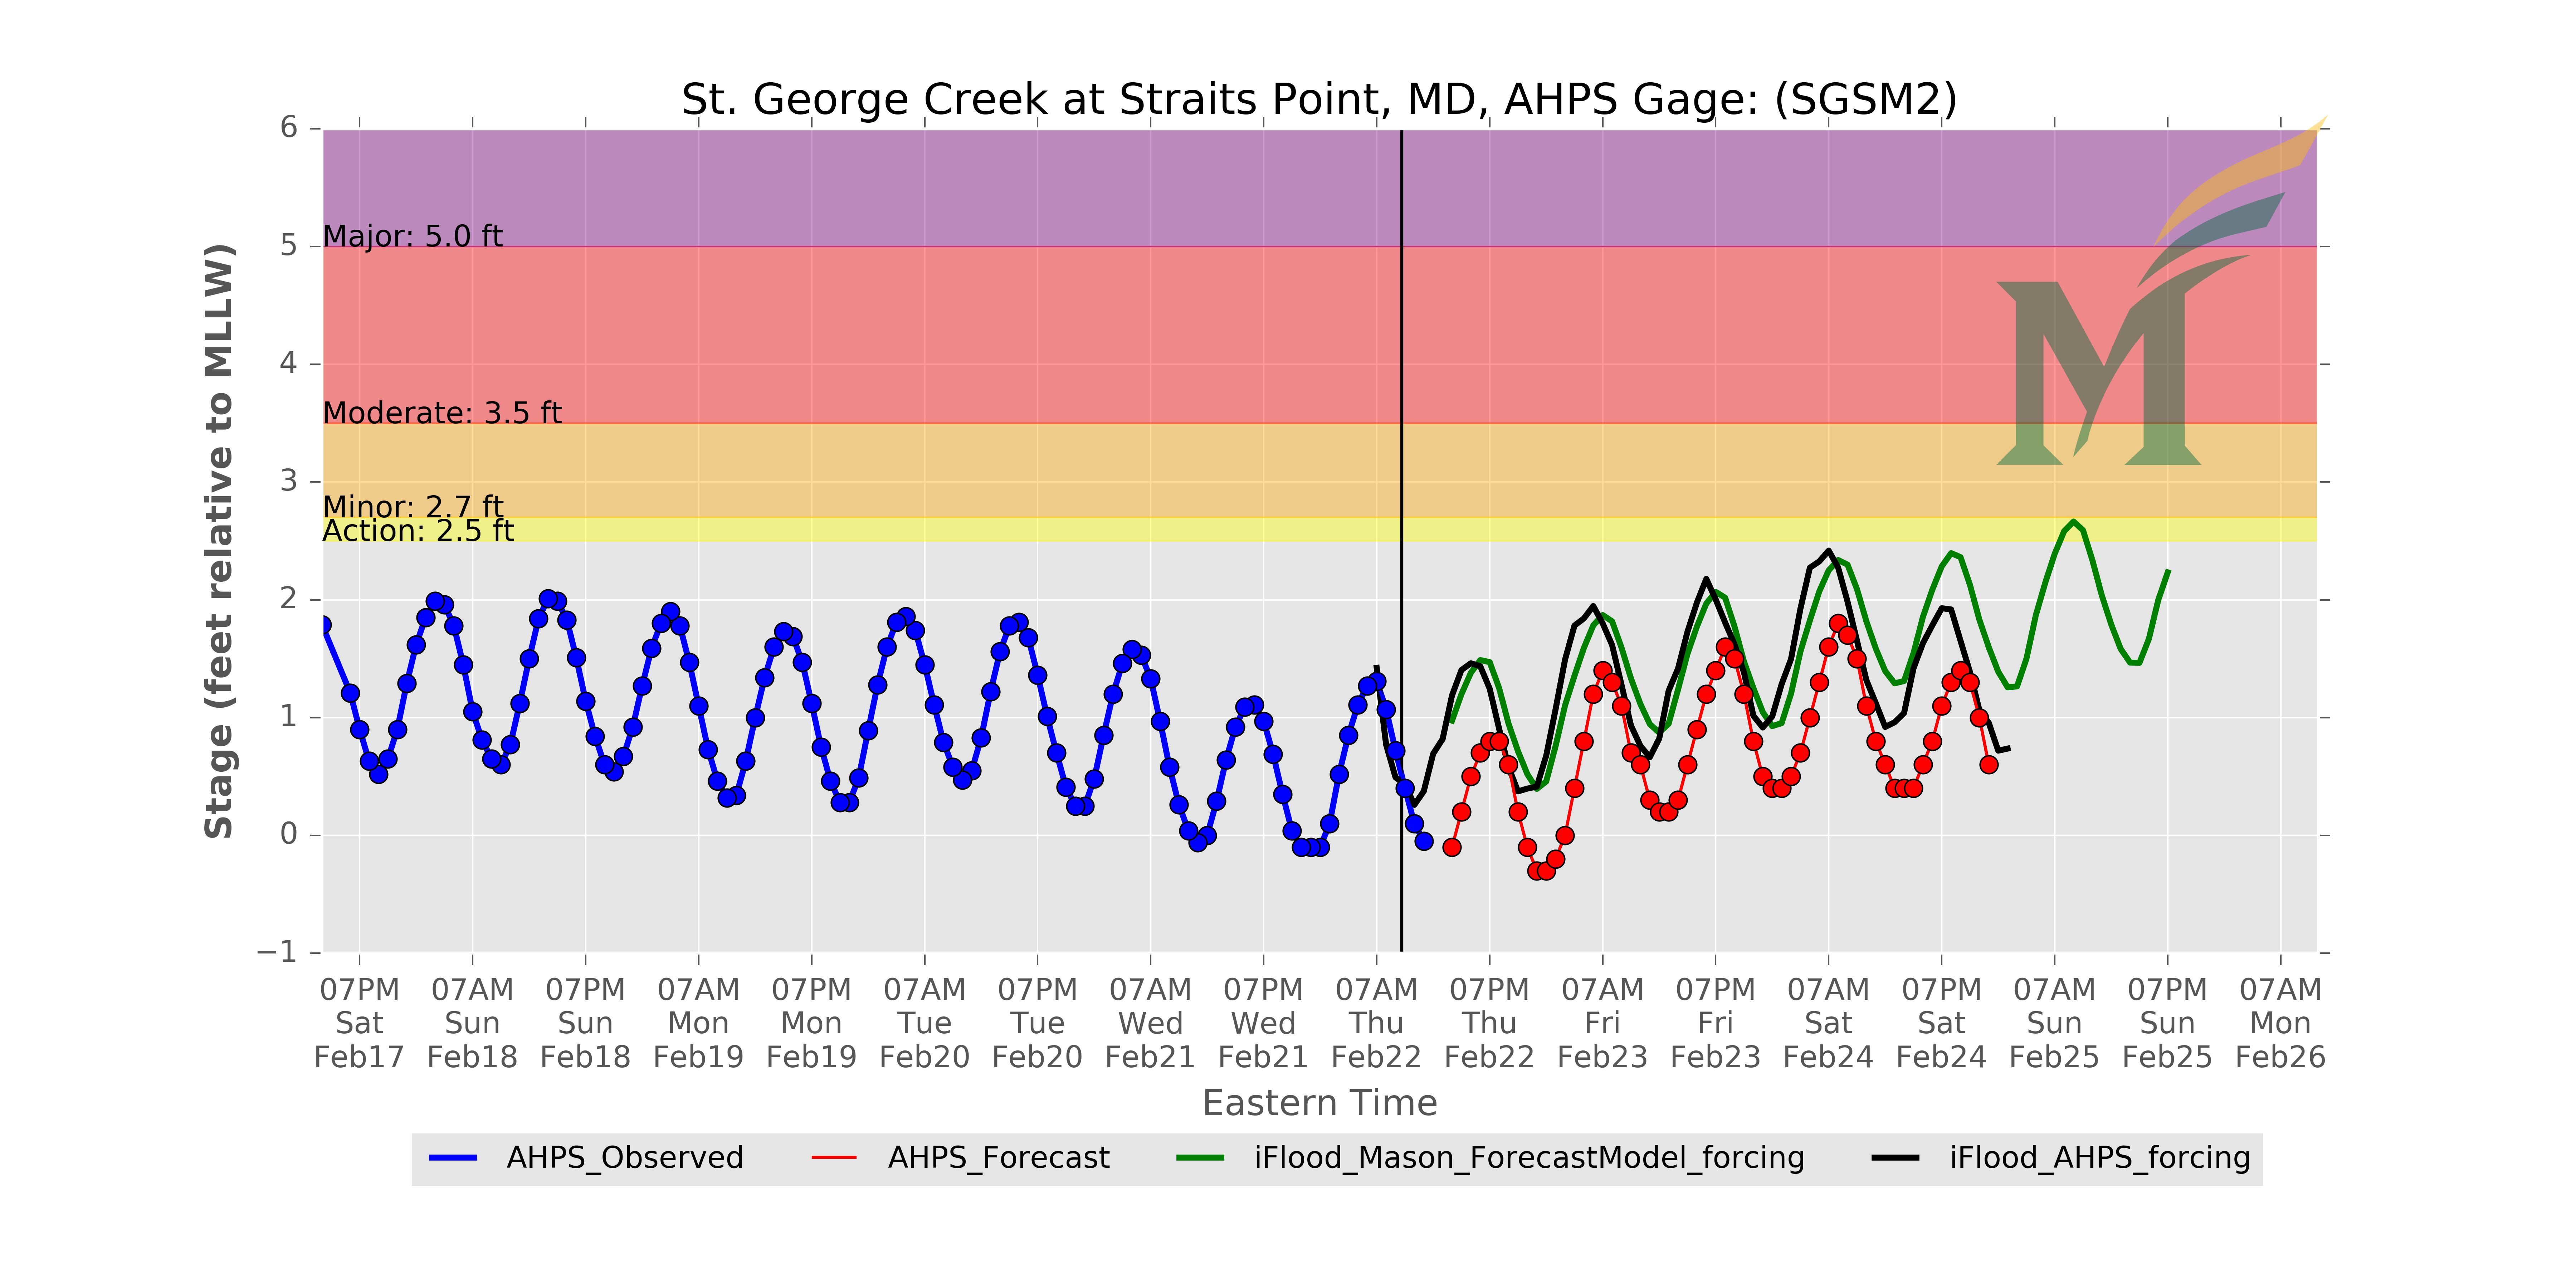 St. George Creek at Straits Point, MD, AHPS Gage: (SGSM2)
6
5
4
3
2
1
0
−1
Stage (feet relative to MLLW)
Major: 5.0 ft
Moderate: 3.5 ft
Minor: 2.7 ft
Action: 2.5 ft
M
07PM 07AM 07PM 07AM 07PM 07AM 07PM 07AM 07PM 07AM 07PM 07AM 07PM 07AM 07PM 07AM 07PM 07AM
Sat Sun Sun Mon Mon Tue Tue Wed Wed Thu Thu Fri Fri Sat Sat Sun Sun Mon
Feb17 Feb18 Feb18 Feb19 Feb19 Feb20 Feb20 Feb21 Feb21 Feb22 Feb22 Feb23 Feb23 Feb24 Feb24 Feb25 Feb25 Feb26
Eastern Time
AHPS_Observed AHPS_Forecast iFlood_Mason_ForecastModel_forcing iFlood_AHPS_forcing